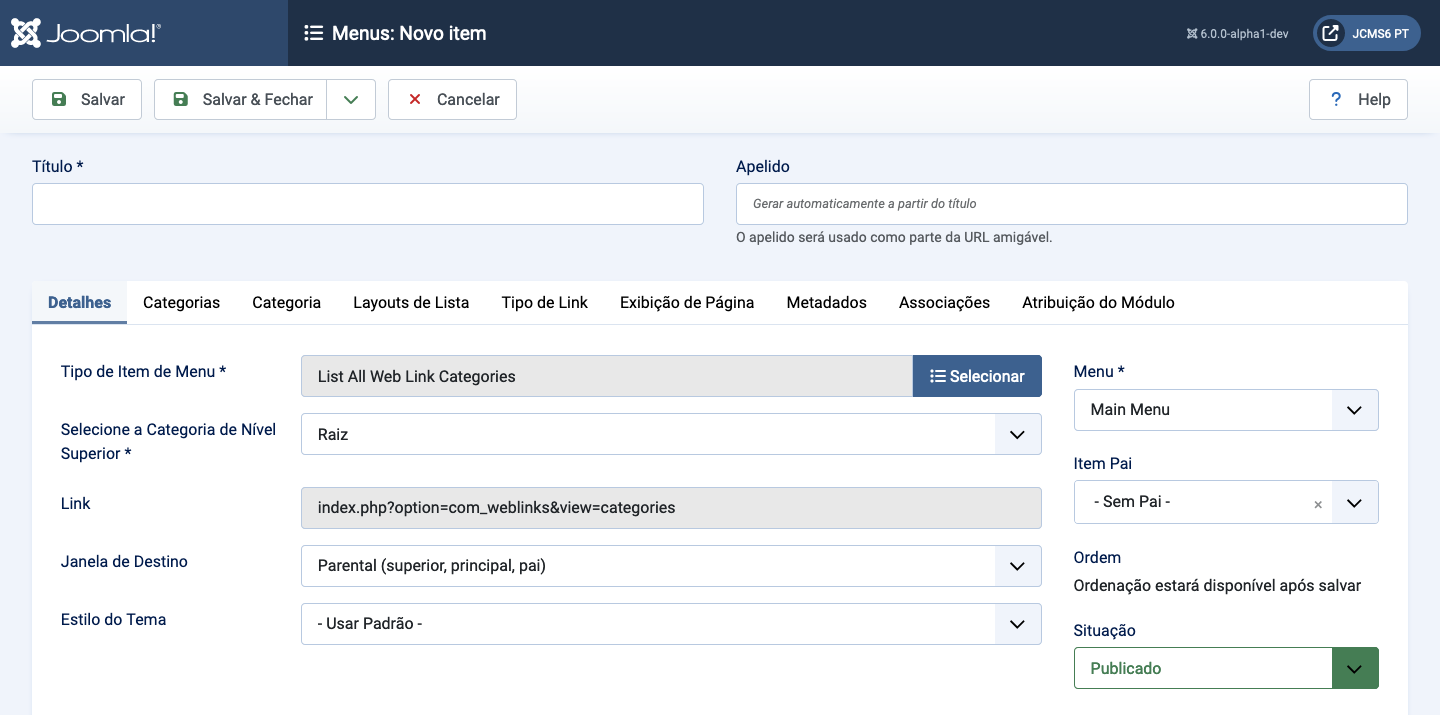 Joomla!®
Menus: Novo item
6.0.0-alpha1-dev
JCMS6 PT
Salvar
Salvar & Fechar
Cancelar
? Help
Título *
Apelido
Gerar automaticamente a partir do título
O apelido será usado como parte da URL amigável.
Detalhes Categorias Categoria Layouts de Lista Tipo de Link Exibição de Página Metadados Associações Atribuição do Módulo
Tipo de Item de Menu *
List All Web Link Categories
Selecionar
Selecione a Categoria de Nível
Superior *
Raiz
Link
index.php?option=com_weblinks&view=categories
Janela de Destino
Parental (superior, principal, pai)
Estilo do Tema
- Usar Padrão -
Menu *
Main Menu
Item Pai
- Sem Pai - ×
Ordem
Ordenação estará disponível após salvar
Situação
Publicado